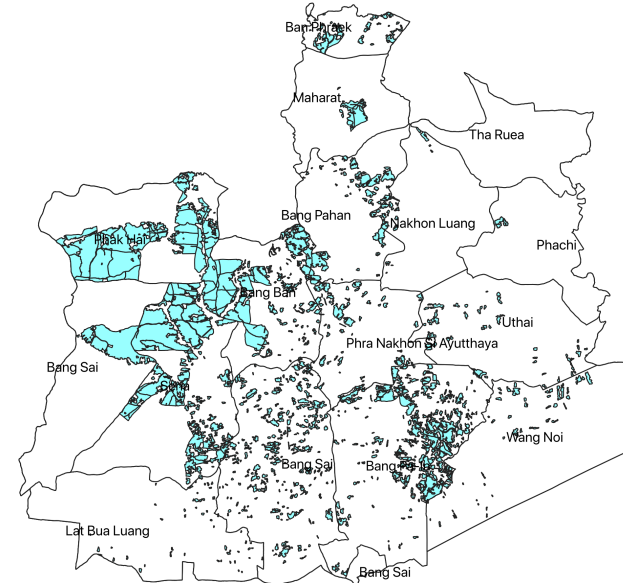 Ban Phraek
Maharat
Tha Ruea
Bang Pahan
Nakhon Luang
Phak Hai
Phachi
Bang Ban
Uthai
Phra Nakhon Si Ayutthaya
Bang Sai
Sena
Wang Noi
Bang Sai
Bang Pa-In
Lat Bua Luang
Bang Sai